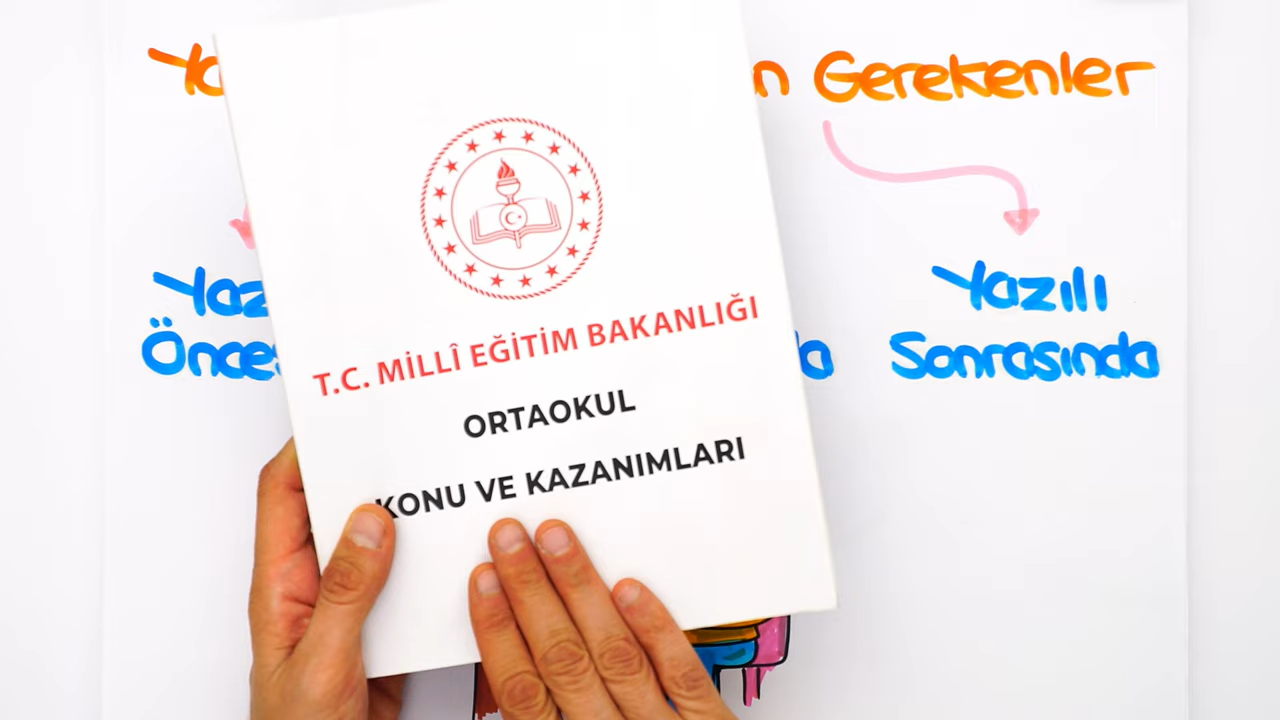 Gerekenler
Yazılı
Sonrasında
T.C. MİLLÎ EĞİTİM BAKANLIĞI
ORTAOKUL
KONU VE KAZANIMLARI